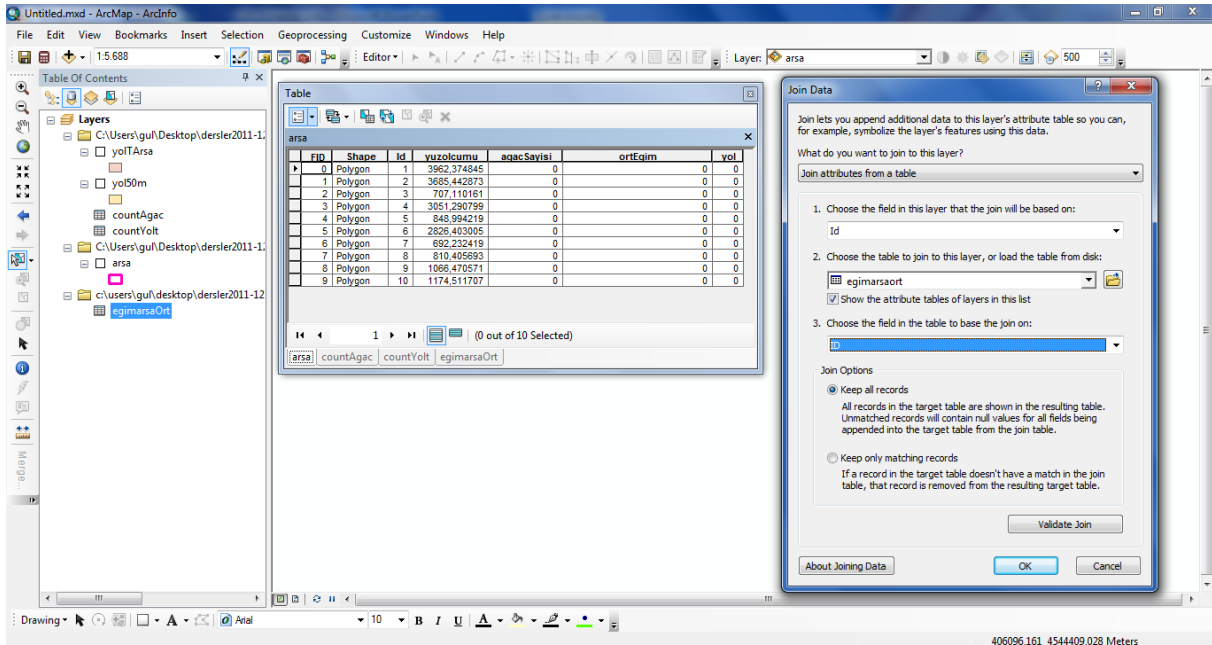 Untitled.mxd - ArcMap - ArcInfo
File Edit View Bookmarks Insert Selection Geoprocessing Customize Windows Help
1:5.688 Editor Layer: arsa 500
Table Of Contents
Layers
C:\Users\gul\Desktop\dersler2011-12
yolTArsa
yol50m
countAgac
countYolt
C:\Users\gul\Desktop\dersler2011-12
arsa
c:\users\gul\desktop\dersler2011-12
egimarsaOrt
Merge...
Table
arsa
FID Shape Id yuzolcumu agacSayisi ortEgim yol
0 Polygon 1 3962,374845 0 0 0
1 Polygon 2 3685,442873 0 0 0
2 Polygon 3 707,110161 0 0 0
3 Polygon 4 3051,290799 0 0 0
4 Polygon 5 848,994219 0 0 0
5 Polygon 6 2826,403005 0 0 0
6 Polygon 7 692,232419 0 0 0
7 Polygon 8 810,405693 0 0 0
8 Polygon 9 1066,470571 0 0 0
9 Polygon 10 1174,511707 0 0 0
1 (0 out of 10 Selected)
arsa countAgac countYolt egimarsaOrt
Join Data
Join lets you append additional data to this layer's attribute table so you can,
for example, symbolize the layer's features using this data.
What do you want to join to this layer?
Join attributes from a table
1. Choose the field in this layer that the join will be based on:
Id
2. Choose the table to join to this layer, or load the table from disk:
egimarsaort
Show the attribute tables of layers in this list
3. Choose the field in the table to base the join on:
ID
Join Options
Keep all records
All records in the target table are shown in the resulting table.
Unmatched records will contain null values for all fields being
appended into the target table from the join table.
Keep only matching records
If a record in the target table doesn't have a match in the join
table, that record is removed from the resulting target table.
Validate Join
About Joining Data OK Cancel
Drawing A Arial 10 B I U A
406096,161 4544409,028 Meters